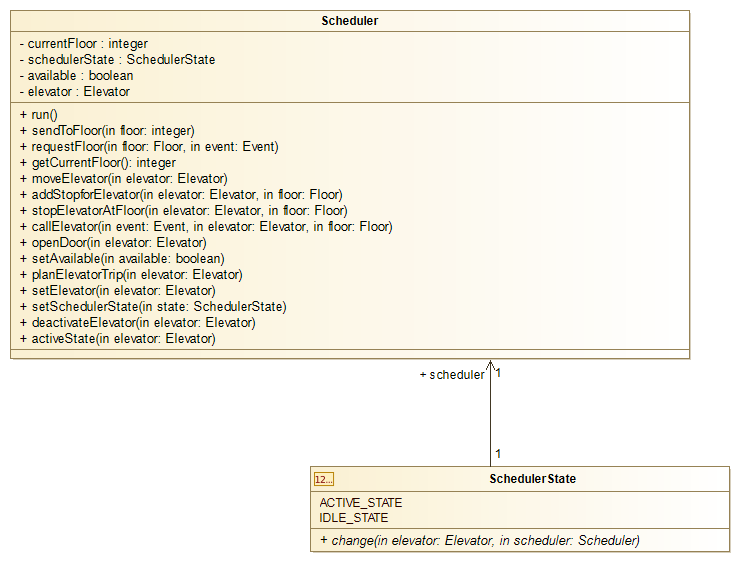 Scheduler
- currentFloor : integer
- schedulerState : SchedulerState
- available : boolean
- elevator : Elevator
+ run()
+ sendToFloor(in floor: integer)
+ requestFloor(in floor: Floor, in event: Event)
+ getCurrentFloor(): integer
+ moveElevator(in elevator: Elevator)
+ addStopforElevator(in elevator: Elevator, in floor: Floor)
+ stopElevatorAtFloor(in elevator: Elevator, in floor: Floor)
+ callElevator(in event: Event, in elevator: Elevator, in floor: Floor)
+ openDoor(in elevator: Elevator)
+ setAvailable(in available: boolean)
+ planElevatorTrip(in elevator: Elevator)
+ setElevator(in elevator: Elevator)
+ setSchedulerState(in state: SchedulerState)
+ deactivateElevator(in elevator: Elevator)
+ activeState(in elevator: Elevator)
+ scheduler 1
1
12... SchedulerState
ACTIVE_STATE
IDLE_STATE
+ change(in elevator: Elevator, in scheduler: Scheduler)